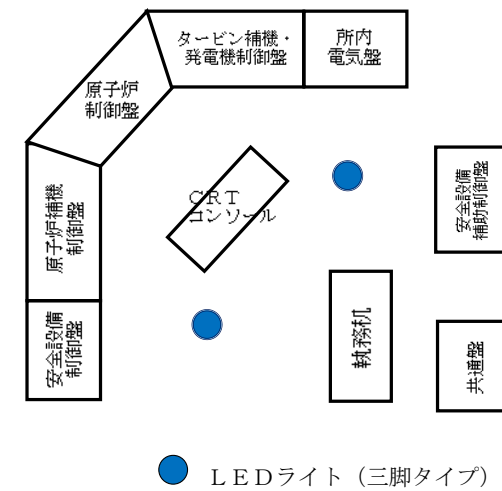 タービン補機・
発電機制御盤
所内
電気盤
原子炉
制御盤
CRT
コンソール
原子炉補機
制御盤
安全設備
補助制御盤
安全設備
制御盤
執務机
共通盤
LEDライト（三脚タイプ）